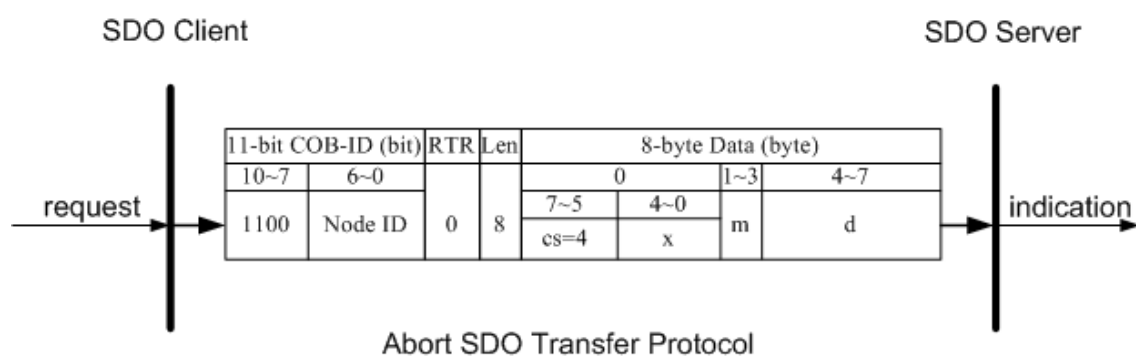 SDO Client
SDO Server
11-bit COB-ID (bit) RTR Len 8-byte Data (byte)
10~7 6~0 0 1~3 4~7
request 1100 Node ID 0 8 7~5 4~0 m d indication
cs=4 x
Abort SDO Transfer Protocol